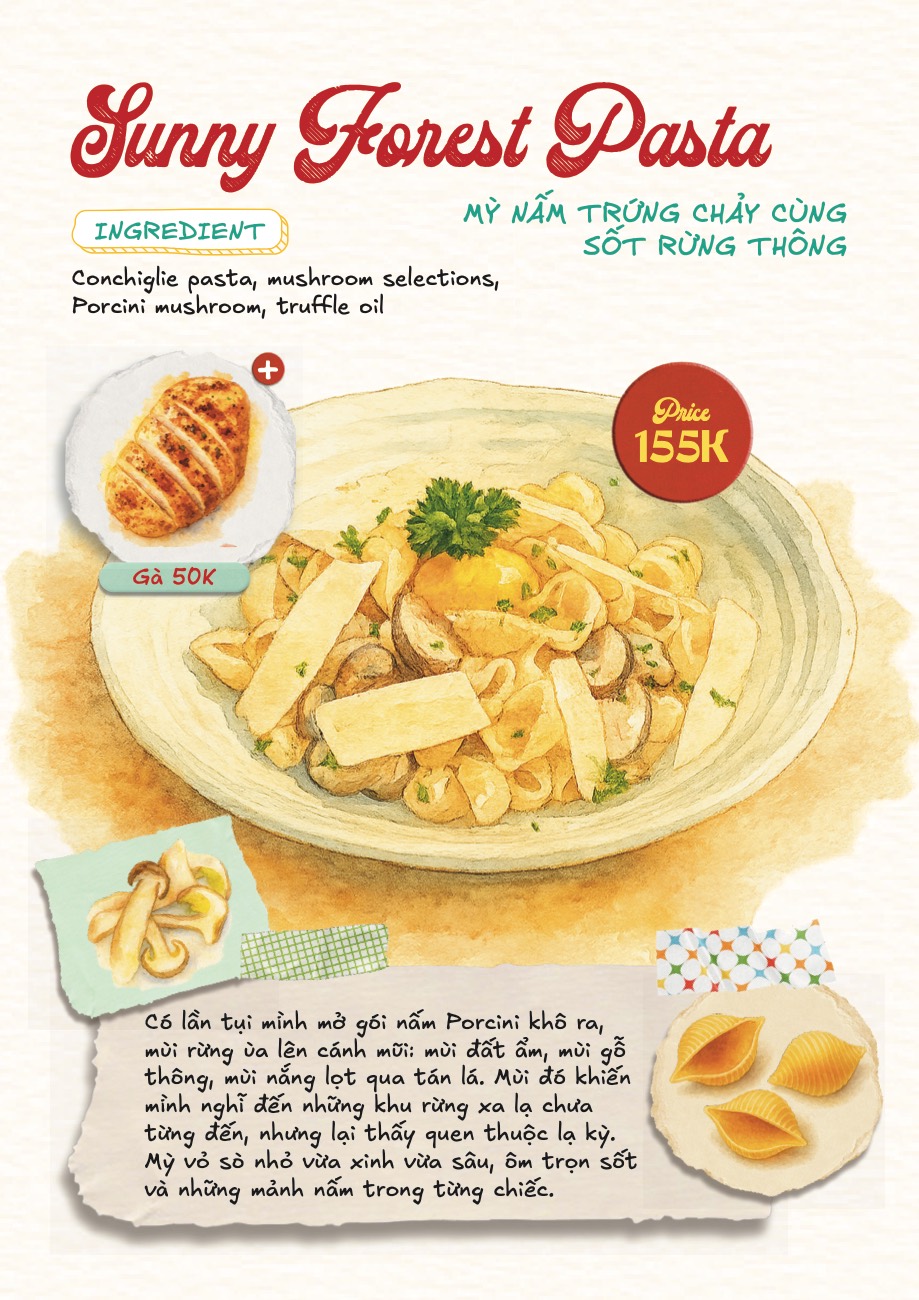 Sunny Forest Pasta
MỲ NẤM TRỨNG CHẢY CÙNG
SỐT RỪNG THÔNG
INGREDIENT
Conchiglie pasta, mushroom selections,
Porcini mushroom, truffle oil
+
Price
155K
Gà 50K
Có lần tụi mình mở gói nấm Porcini khô ra,
mùi rừng ùa lên cánh mũi: mùi đất ẩm, mùi gỗ
thông, mùi nắng lọt qua tán lá. Mùi đó khiến
mình nghĩ đến những khu rừng xa lạ chưa
từng đến, nhưng lại thấy quen thuộc lạ kỳ.
Mỳ vỏ sò nhỏ vừa xinh vừa sâu, ôm trọn sốt
và những mảnh nấm trong từng chiếc.